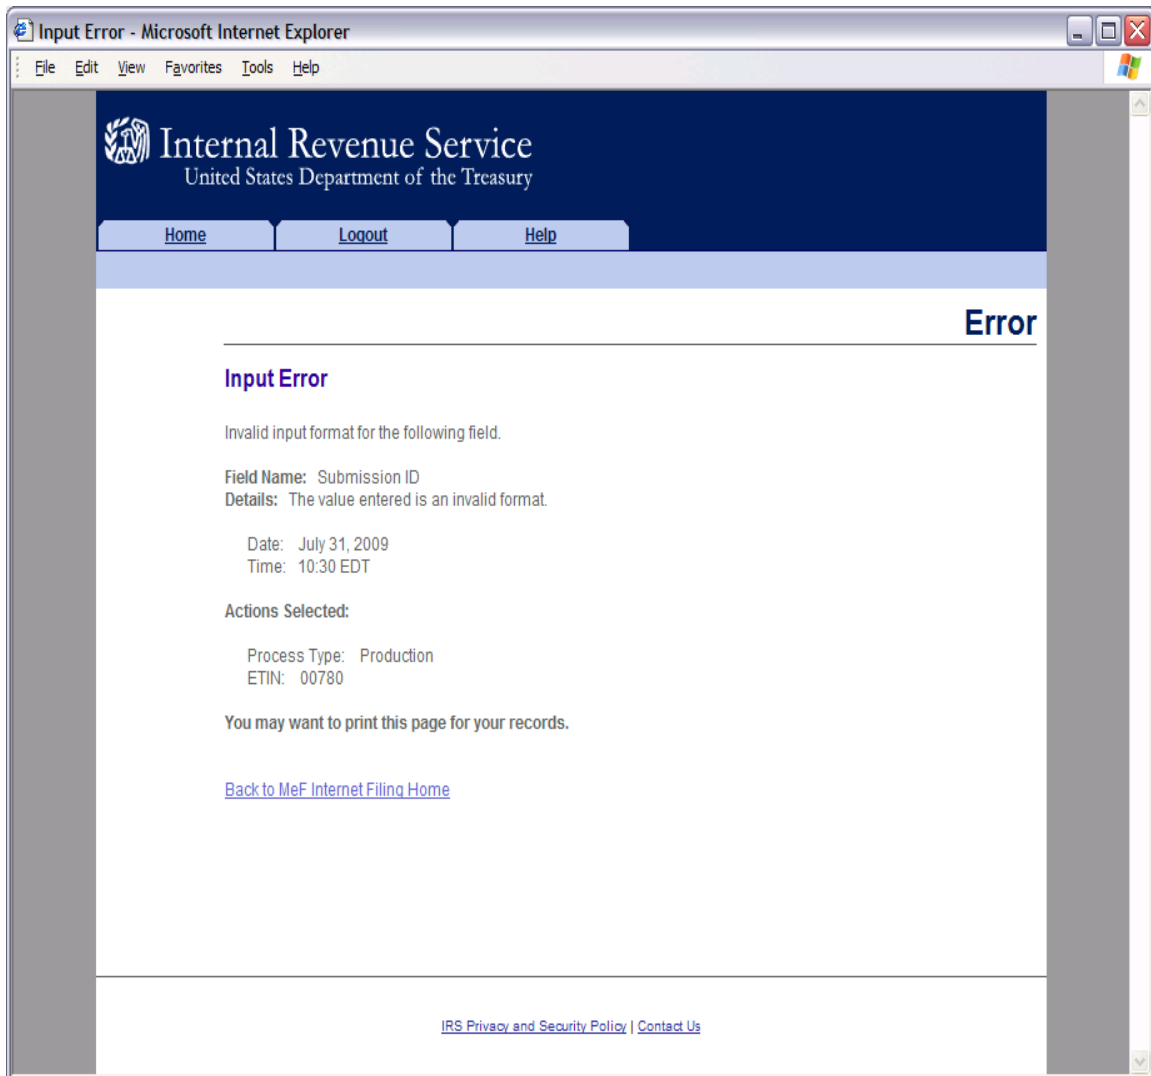 Input Error - Microsoft Internet Explorer
File Edit View Favorites Tools Help
Internal Revenue Service
United States Department of the Treasury
Home Logout Help
Error
Input Error
Invalid input format for the following field.
Field Name: Submission ID
Details: The value entered is an invalid format.
Date: July 31, 2009
Time: 10:30 EDT
Actions Selected:
Process Type: Production
ETIN: 00780
You may want to print this page for your records.
Back to MeF Internet Filing Home
IRS Privacy and Security Policy | Contact Us